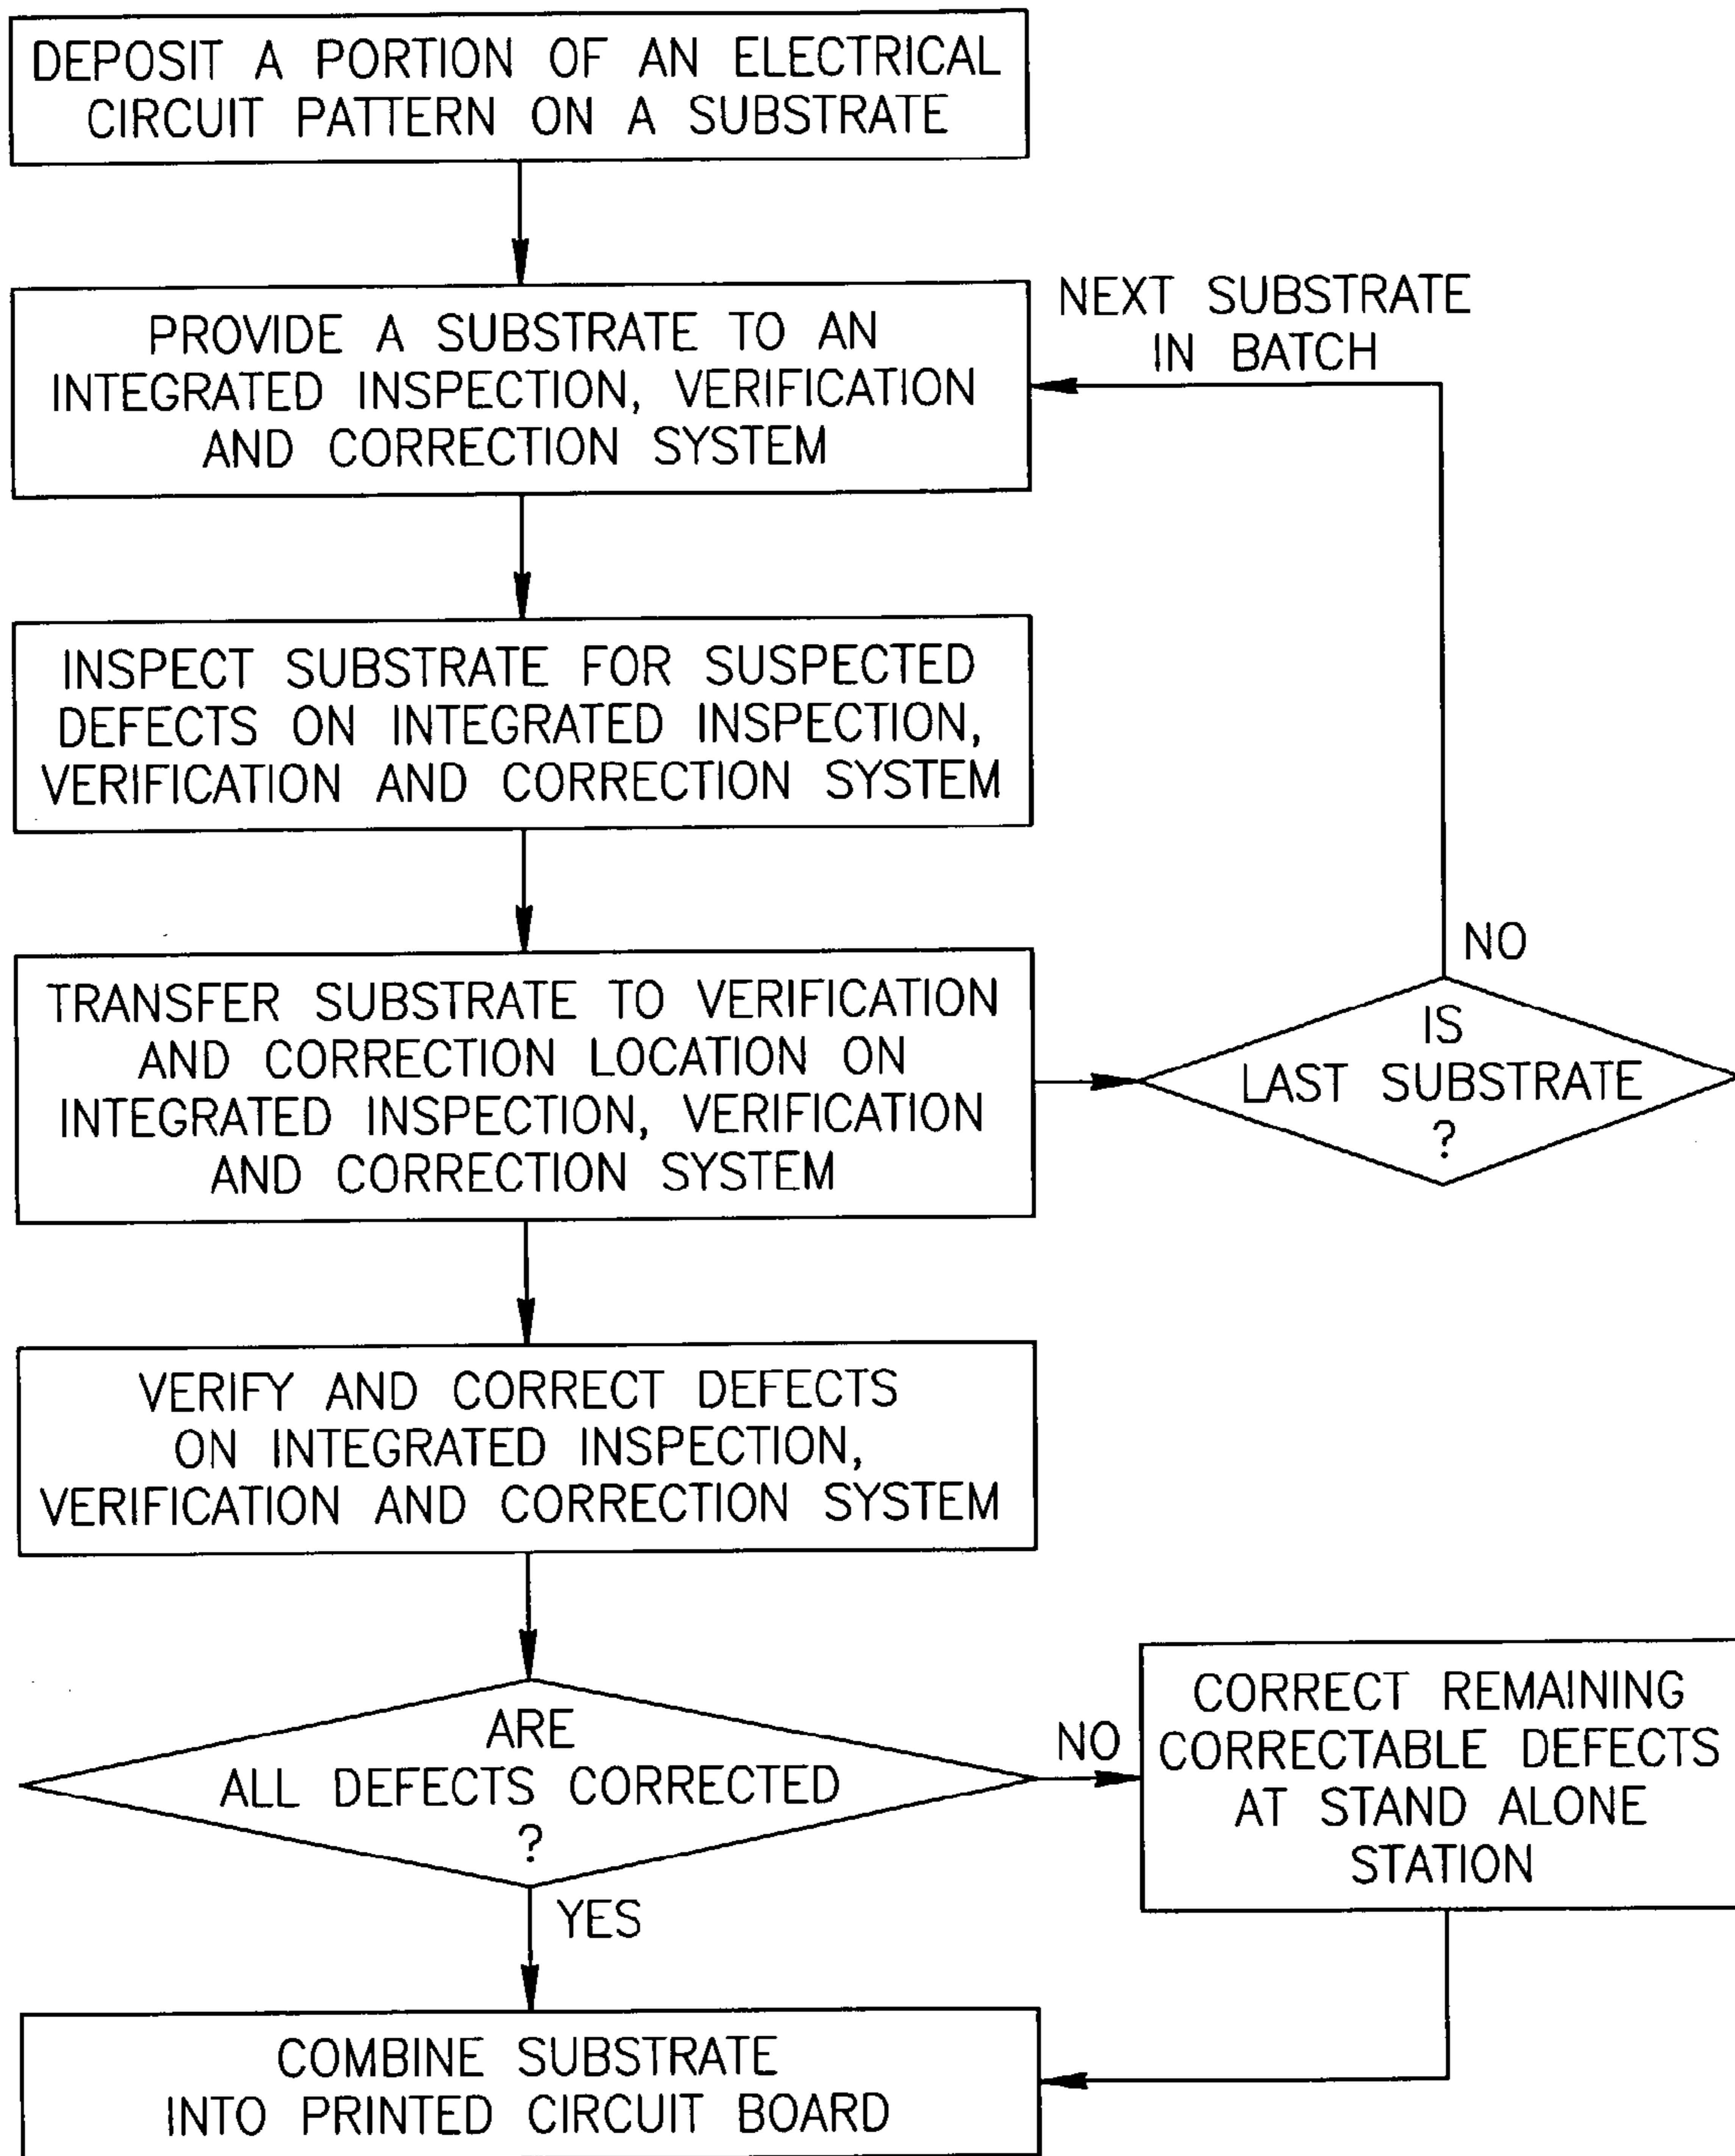 DEPOSIT A PORTION OF AN ELECTRICAL
CIRCUIT PATTERN ON A SUBSTRATE
PROVIDE A SUBSTRATE TO AN
INTEGRATED INSPECTION, VERIFICATION
AND CORRECTION SYSTEM
NEXT SUBSTRATE
IN BATCH
INSPECT SUBSTRATE FOR SUSPECTED
DEFECTS ON INTEGRATED INSPECTION,
VERIFICATION AND CORRECTION SYSTEM
TRANSFER SUBSTRATE TO VERIFICATION
AND CORRECTION LOCATION ON
INTEGRATED INSPECTION, VERIFICATION
AND CORRECTION SYSTEM
NO
IS
LAST SUBSTRATE
?
VERIFY AND CORRECT DEFECTS
ON INTEGRATED INSPECTION,
VERIFICATION AND CORRECTION SYSTEM
ARE
ALL DEFECTS CORRECTED
?
NO
CORRECT REMAINING
CORRECTABLE DEFECTS
AT STAND ALONE
STATION
YES
COMBINE SUBSTRATE
INTO PRINTED CIRCUIT BOARD